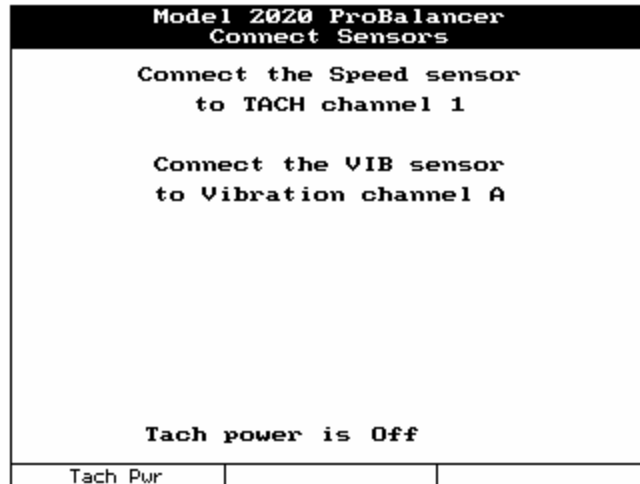 Model 2020 ProBalancer
Connect Sensors
Connect the Speed sensor
to TACH channel 1
Connect the VIB sensor
to Vibration channel A
Tach power is Off
Tach Pwr